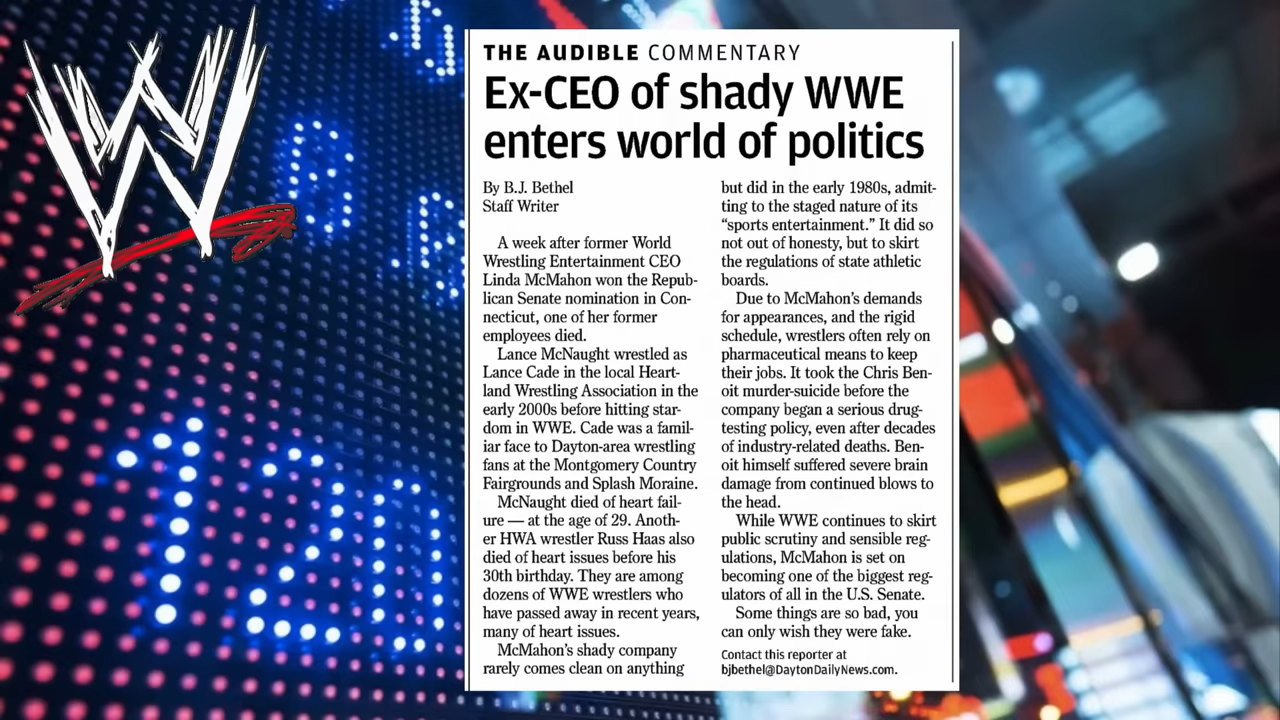 W
THE AUDIBLE COMMENTARY
Ex-CEO of shady WWE
enters world of politics
By B.J. Bethel
Staff Writer
A week after former World
Wrestling Entertainment CEO
Linda McMahon won the Repub-
lican Senate nomination in Con-
necticut, one of her former
employees died.
Lance McNaught wrestled as
Lance Cade in the local Heart-
land Wrestling Association in the
early 2000s before hitting star-
dom in WWE. Cade was a famil-
iar face to Dayton-area wrestling
fans at the Montgomery Country
Fairgrounds and Splash Moraine.
McNaught died of heart fail-
ure — at the age of 29. Anoth-
er HWA wrestler Russ Haas also
died of heart issues before his
30th birthday. They are among
dozens of WWE wrestlers who
have passed away in recent years,
many of heart issues.
McMahon's shady company
rarely comes clean on anything
but did in the early 1980s, admit-
ting to the staged nature of its
“sports entertainment.” It did so
not out of honesty, but to skirt
the regulations of state athletic
boards.
Due to McMahon's demands
for appearances, and the rigid
schedule, wrestlers often rely on
pharmaceutical means to keep
their jobs. It took the Chris Ben-
oit murder-suicide before the
company began a serious drug-
testing policy, even after decades
of industry-related deaths. Ben-
oit himself suffered severe brain
damage from continued blows to
the head.
While WWE continues to skirt
public scrutiny and sensible reg-
ulations, McMahon is set on
becoming one of the biggest reg-
ulators of all in the U.S. Senate.
Some things are so bad, you
can only wish they were fake.
Contact this reporter at
bjbethel@DaytonDailyNews.com.
120